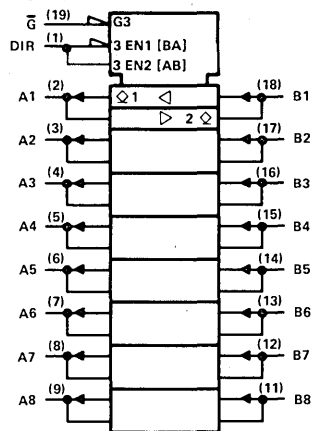 G̅ (19) G3
DIR (1) 3 EN1 [BA]
3 EN2 [AB]
A1 (2) ◇1 ◁ (18) B1
▷ 2 ◇
A2 (3) (17) B2
A3 (4) (16) B3
A4 (5) (15) B4
A5 (6) (14) B5
A6 (7) (13) B6
A7 (8) (12) B7
A8 (9) (11) B8